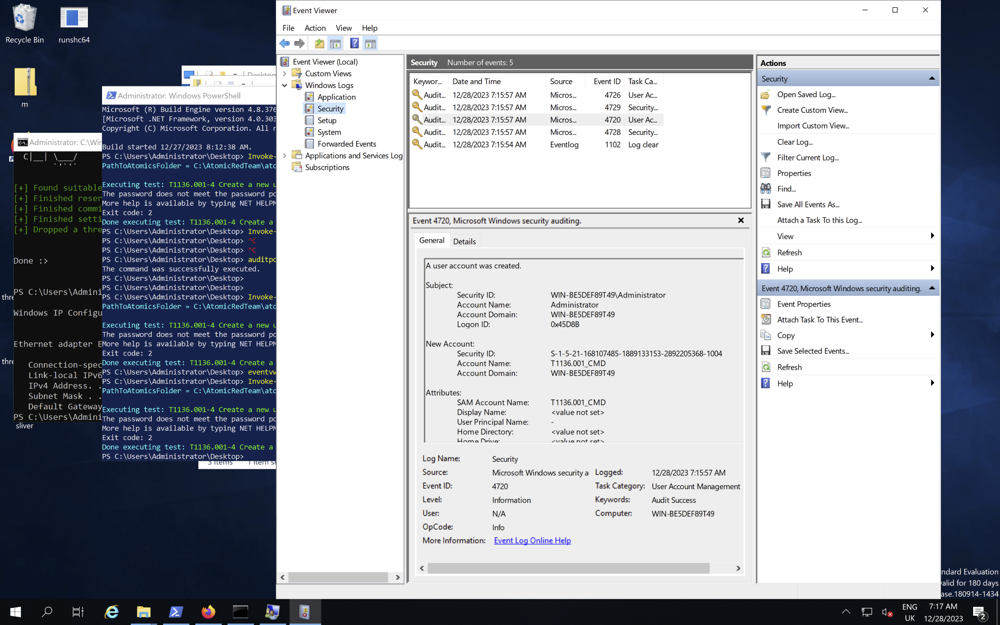 Recycle Bin
runshc64
m
thre
thre
sliver
Desktop
3 items 1 item se
Administrator: C:\Win
C|__| \___/
[+] Found suitable
[+] Finished reser
[+] Finished commi
[+] Finished setti
[+] Dropped a thre
Done :>
PS C:\Users\Admini
Windows IP Configu
Ethernet adapter E
Connection-spec
Link-local IPv6
IPv4 Address. .
Subnet Mask . .
Default Gateway
PS C:\Users\Admini
Administrator: Windows PowerShell
Microsoft (R) Build Engine version 4.8.376
[Microsoft .NET Framework, version 4.0.303
Copyright (C) Microsoft Corporation. All r
Build started 12/27/2023 8:12:38 AM.
PS C:\Users\Administrator\Desktop> Invoke-
PathToAtomicsFolder = C:\AtomicRedTeam\ato
Executing test: T1136.001-4 Create a new u
The password does not meet the password po
More help is available by typing NET HELPM
Exit code: 2
Done executing test: T1136.001-4 Create a
PS C:\Users\Administrator\Desktop> Invoke-
PS C:\Users\Administrator\Desktop> ^C
PS C:\Users\Administrator\Desktop> ^C
PS C:\Users\Administrator\Desktop> auditpo
The command was successfully executed.
PS C:\Users\Administrator\Desktop>
PS C:\Users\Administrator\Desktop>
PS C:\Users\Administrator\Desktop> Invoke-
PathToAtomicsFolder = C:\AtomicRedTeam\ato
Executing test: T1136.001-4 Create a new u
The password does not meet the password po
More help is available by typing NET HELPM
Exit code: 2
Done executing test: T1136.001-4 Create a
PS C:\Users\Administrator\Desktop> eventvw
PS C:\Users\Administrator\Desktop> Invoke-
PathToAtomicsFolder = C:\AtomicRedTeam\ato
Executing test: T1136.001-4 Create a new u
The password does not meet the password po
More help is available by typing NET HELPM
Exit code: 2
Done executing test: T1136.001-4 Create a
PS C:\Users\Administrator\Desktop>
Event Viewer
File Action View Help
Event Viewer (Local)
Custom Views
Windows Logs
Application
Security
Setup
System
Forwarded Events
Applications and Services Log
Subscriptions
Security Number of events: 5
Keywor... Date and Time Source Event ID Task Ca...
Audit... 12/28/2023 7:15:57 AM Micros... 4726 User Ac...
Audit... 12/28/2023 7:15:57 AM Micros... 4729 Security...
Audit... 12/28/2023 7:15:57 AM Micros... 4720 User Ac...
Audit... 12/28/2023 7:15:57 AM Micros... 4728 Security...
Audit... 12/28/2023 7:15:54 AM Eventlog 1102 Log clear
Event 4720, Microsoft Windows security auditing.
General Details
A user account was created.
Subject:
Security ID: WIN-BE5DEF89T49\Administrator
Account Name: Administrator
Account Domain: WIN-BE5DEF89T49
Logon ID: 0x45D8B
New Account:
Security ID: S-1-5-21-168107485-1889133153-2892205368-1004
Account Name: T1136.001_CMD
Account Domain: WIN-BE5DEF89T49
Attributes:
SAM Account Name: T1136.001_CMD
Display Name: <value not set>
User Principal Name: -
Home Directory: <value not set>
Home Drive: <value not set>
Log Name: Security
Source: Microsoft Windows security a Logged: 12/28/2023 7:15:57 AM
Event ID: 4720 Task Category: User Account Management
Level: Information Keywords: Audit Success
User: N/A Computer: WIN-BE5DEF89T49
OpCode: Info
More Information: Event Log Online Help
Actions
Security
Open Saved Log...
Create Custom View...
Import Custom View...
Clear Log...
Filter Current Log...
Properties
Find...
Save All Events As...
Attach a Task To this Log...
View
Refresh
Help
Event 4720, Microsoft Windows security auditing.
Event Properties
Attach Task To This Event...
Copy
Save Selected Events...
Refresh
Help
ndard Evaluation
valid for 180 days
ase.180914-1434
ENG
UK
7:17 AM
12/28/2023
2